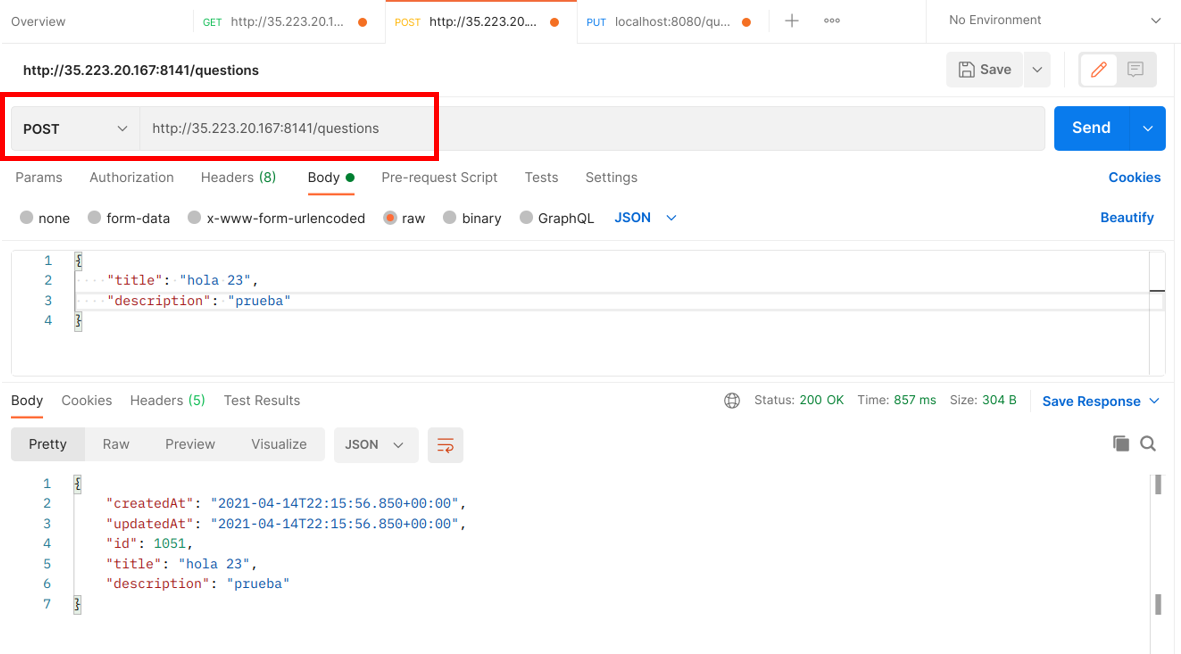 Overview GET http://35.223.20.1... POST http://35.223.20.... PUT localhost:8080/qu... No Environment
http://35.223.20.167:8141/questions Save
POST http://35.223.20.167:8141/questions Send
Params Authorization Headers (8) Body Pre-request Script Tests Settings Cookies
none form-data x-www-form-urlencoded raw binary GraphQL JSON Beautify
1 {
2 "title": "hola 23",
3 "description": "prueba"
4 }
Body Cookies Headers (5) Test Results Status: 200 OK Time: 857 ms Size: 304 B Save Response
Pretty Raw Preview Visualize JSON
1 {
2 "createdAt": "2021-04-14T22:15:56.850+00:00",
3 "updatedAt": "2021-04-14T22:15:56.850+00:00",
4 "id": 1051,
5 "title": "hola 23",
6 "description": "prueba"
7 }